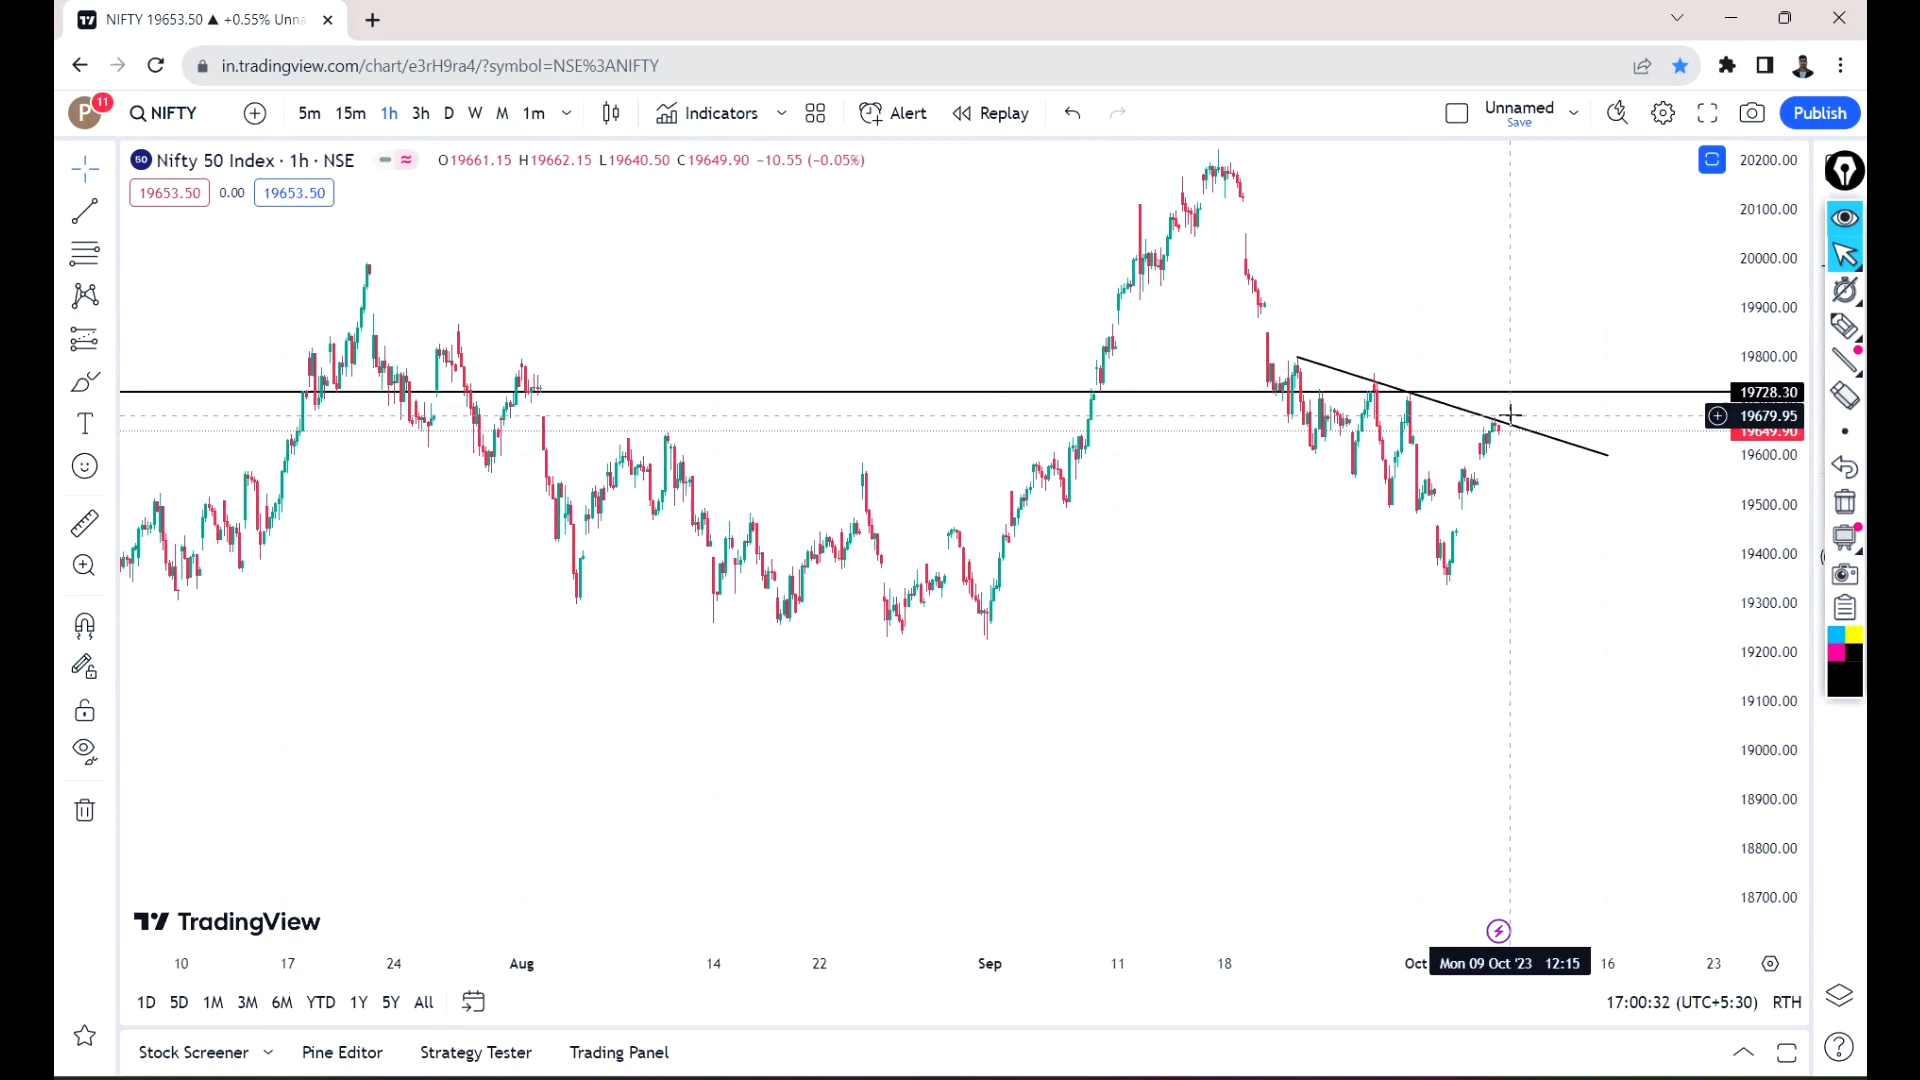 NIFTY 19653.50 ▲ +0.55% Unna
in.tradingview.com/chart/e3rH9ra4/?symbol=NSE%3ANIFTY
P 11 NIFTY 5m 15m 1h 3h D W M 1m Indicators Alert Replay Unnamed Save Publish
50 Nifty 50 Index · 1h · NSE O19661.15 H19662.15 L19640.50 C19649.90 −10.55 (−0.05%)
19653.50 0.00 19653.50
20200.00
20100.00
20000.00
19900.00
19800.00
19728.30
19679.95
19649.90
19600.00
19500.00
19400.00
19300.00
19200.00
19100.00
19000.00
18900.00
18800.00
18700.00
TradingView
10 17 24 Aug 14 22 Sep 11 18 Oct Mon 09 Oct '23 12:15 16 23
1D 5D 1M 3M 6M YTD 1Y 5Y All 17:00:32 (UTC+5:30) RTH
Stock Screener Pine Editor Strategy Tester Trading Panel